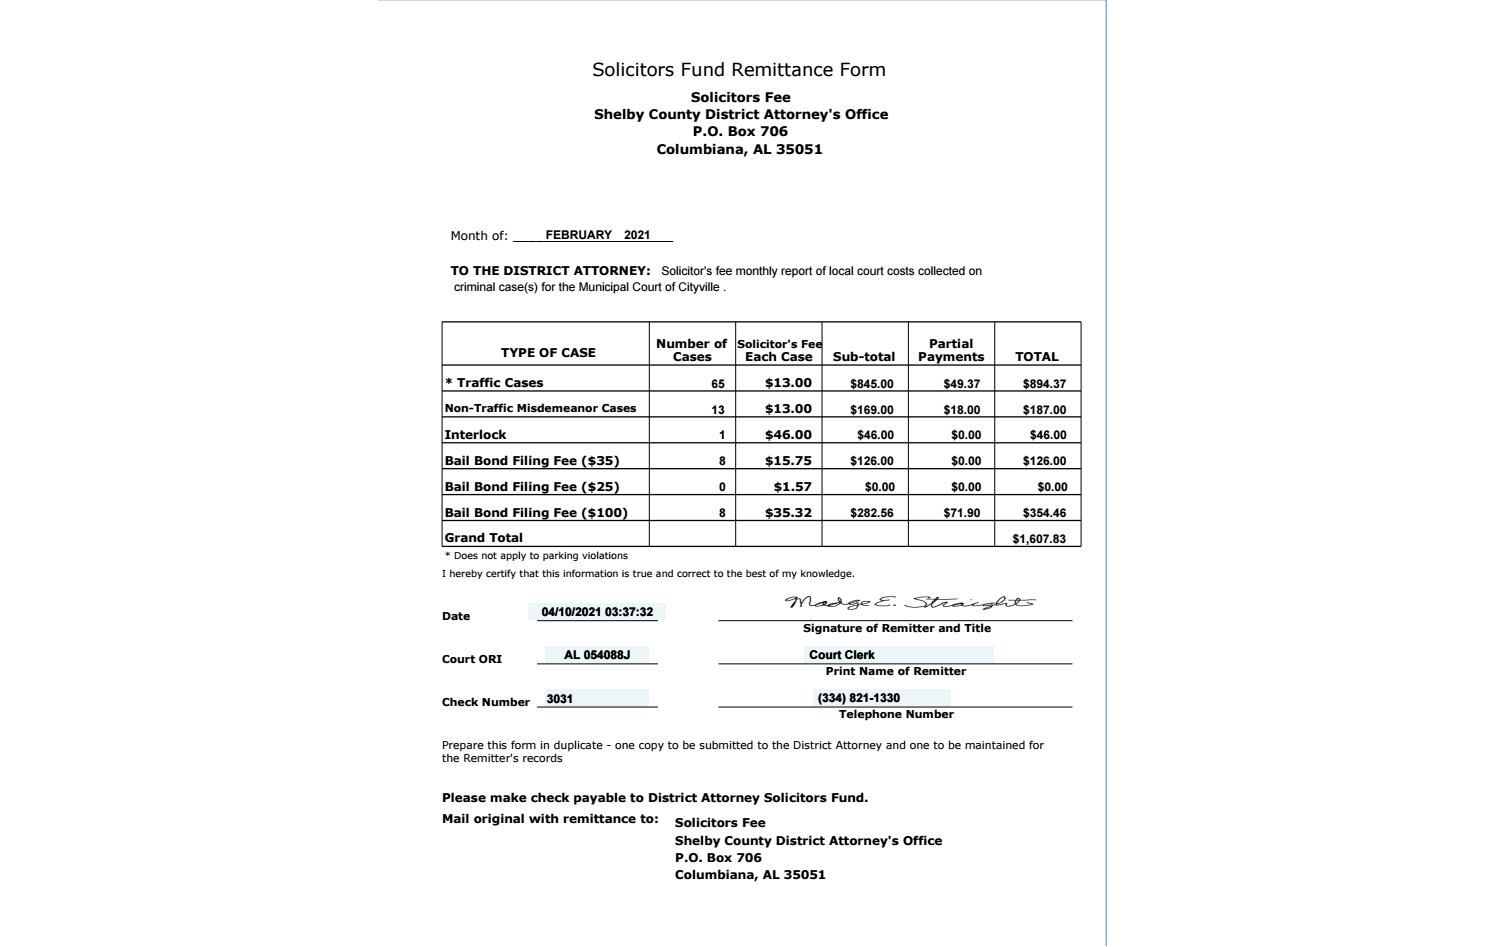 Solicitors Fund Remittance Form
Solicitors Fee
Shelby County District Attorney's Office
P.O. Box 706
Columbiana, AL 35051
Month of: FEBRUARY 2021
TO THE DISTRICT ATTORNEY: Solicitor's fee monthly report of local court costs collected on
criminal case(s) for the Municipal Court of Cityville .
TYPE OF CASE Number of Cases Solicitor's Fee Each Case Sub-total Partial Payments TOTAL
* Traffic Cases 65 $13.00 $845.00 $49.37 $894.37
Non-Traffic Misdemeanor Cases 13 $13.00 $169.00 $18.00 $187.00
Interlock 1 $46.00 $46.00 $0.00 $46.00
Bail Bond Filing Fee ($35) 8 $15.75 $126.00 $0.00 $126.00
Bail Bond Filing Fee ($25) 0 $1.57 $0.00 $0.00 $0.00
Bail Bond Filing Fee ($100) 8 $35.32 $282.56 $71.90 $354.46
Grand Total $1,607.83
* Does not apply to parking violations
I hereby certify that this information is true and correct to the best of my knowledge.
Madge E. Straight
Date 04/10/2021 03:37:32
Signature of Remitter and Title
Court ORI AL 054088J Court Clerk
Print Name of Remitter
Check Number 3031 (334) 821-1330
Telephone Number
Prepare this form in duplicate - one copy to be submitted to the District Attorney and one to be maintained for
the Remitter's records
Please make check payable to District Attorney Solicitors Fund.
Mail original with remittance to: Solicitors Fee
Shelby County District Attorney's Office
P.O. Box 706
Columbiana, AL 35051